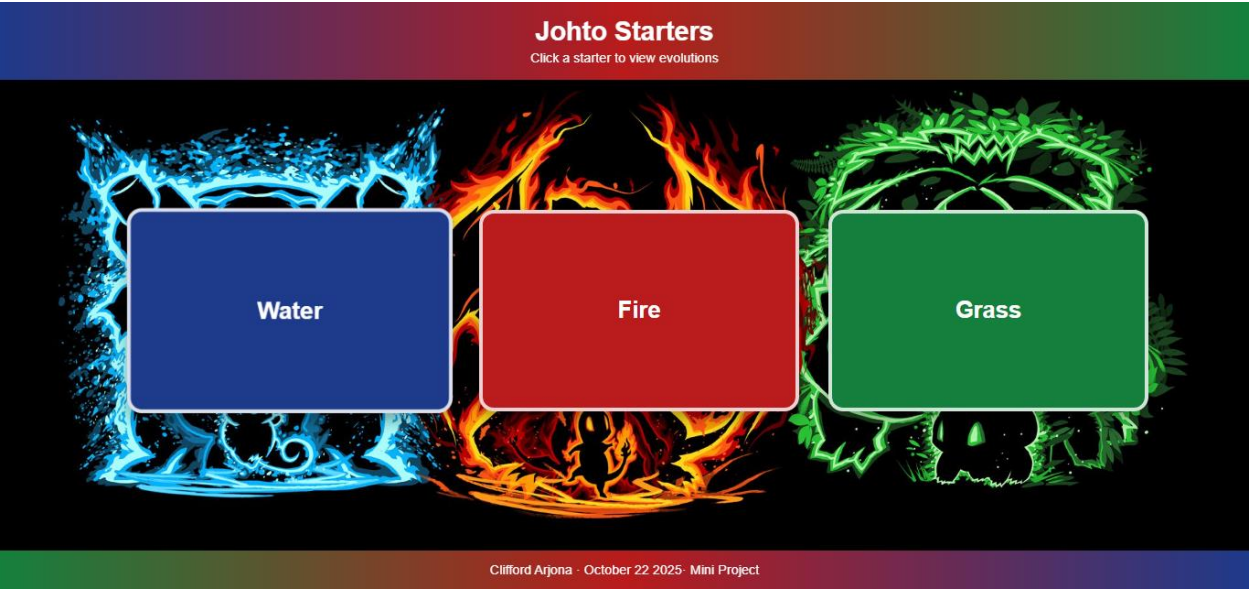 Johto Starters
Click a starter to view evolutions
Water
Fire
Grass
Clifford Arjona · October 22 2025· Mini Project